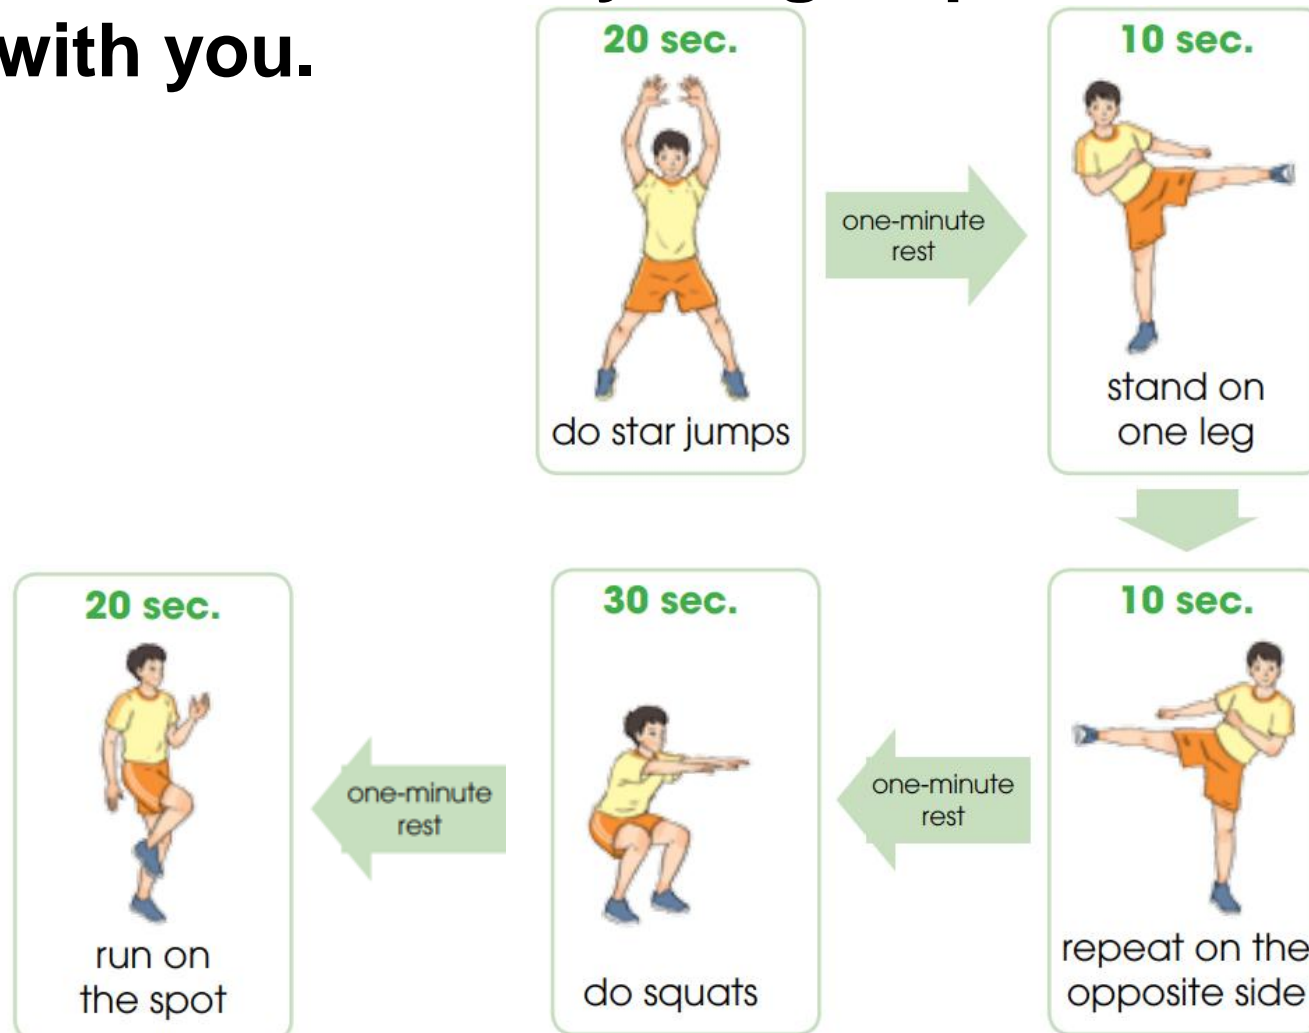 with you.
20 sec.
do star jumps
one-minute
rest
10 sec.
stand on
one leg
10 sec.
repeat on the
opposite side
one-minute
rest
30 sec.
do squats
one-minute
rest
20 sec.
run on
the spot